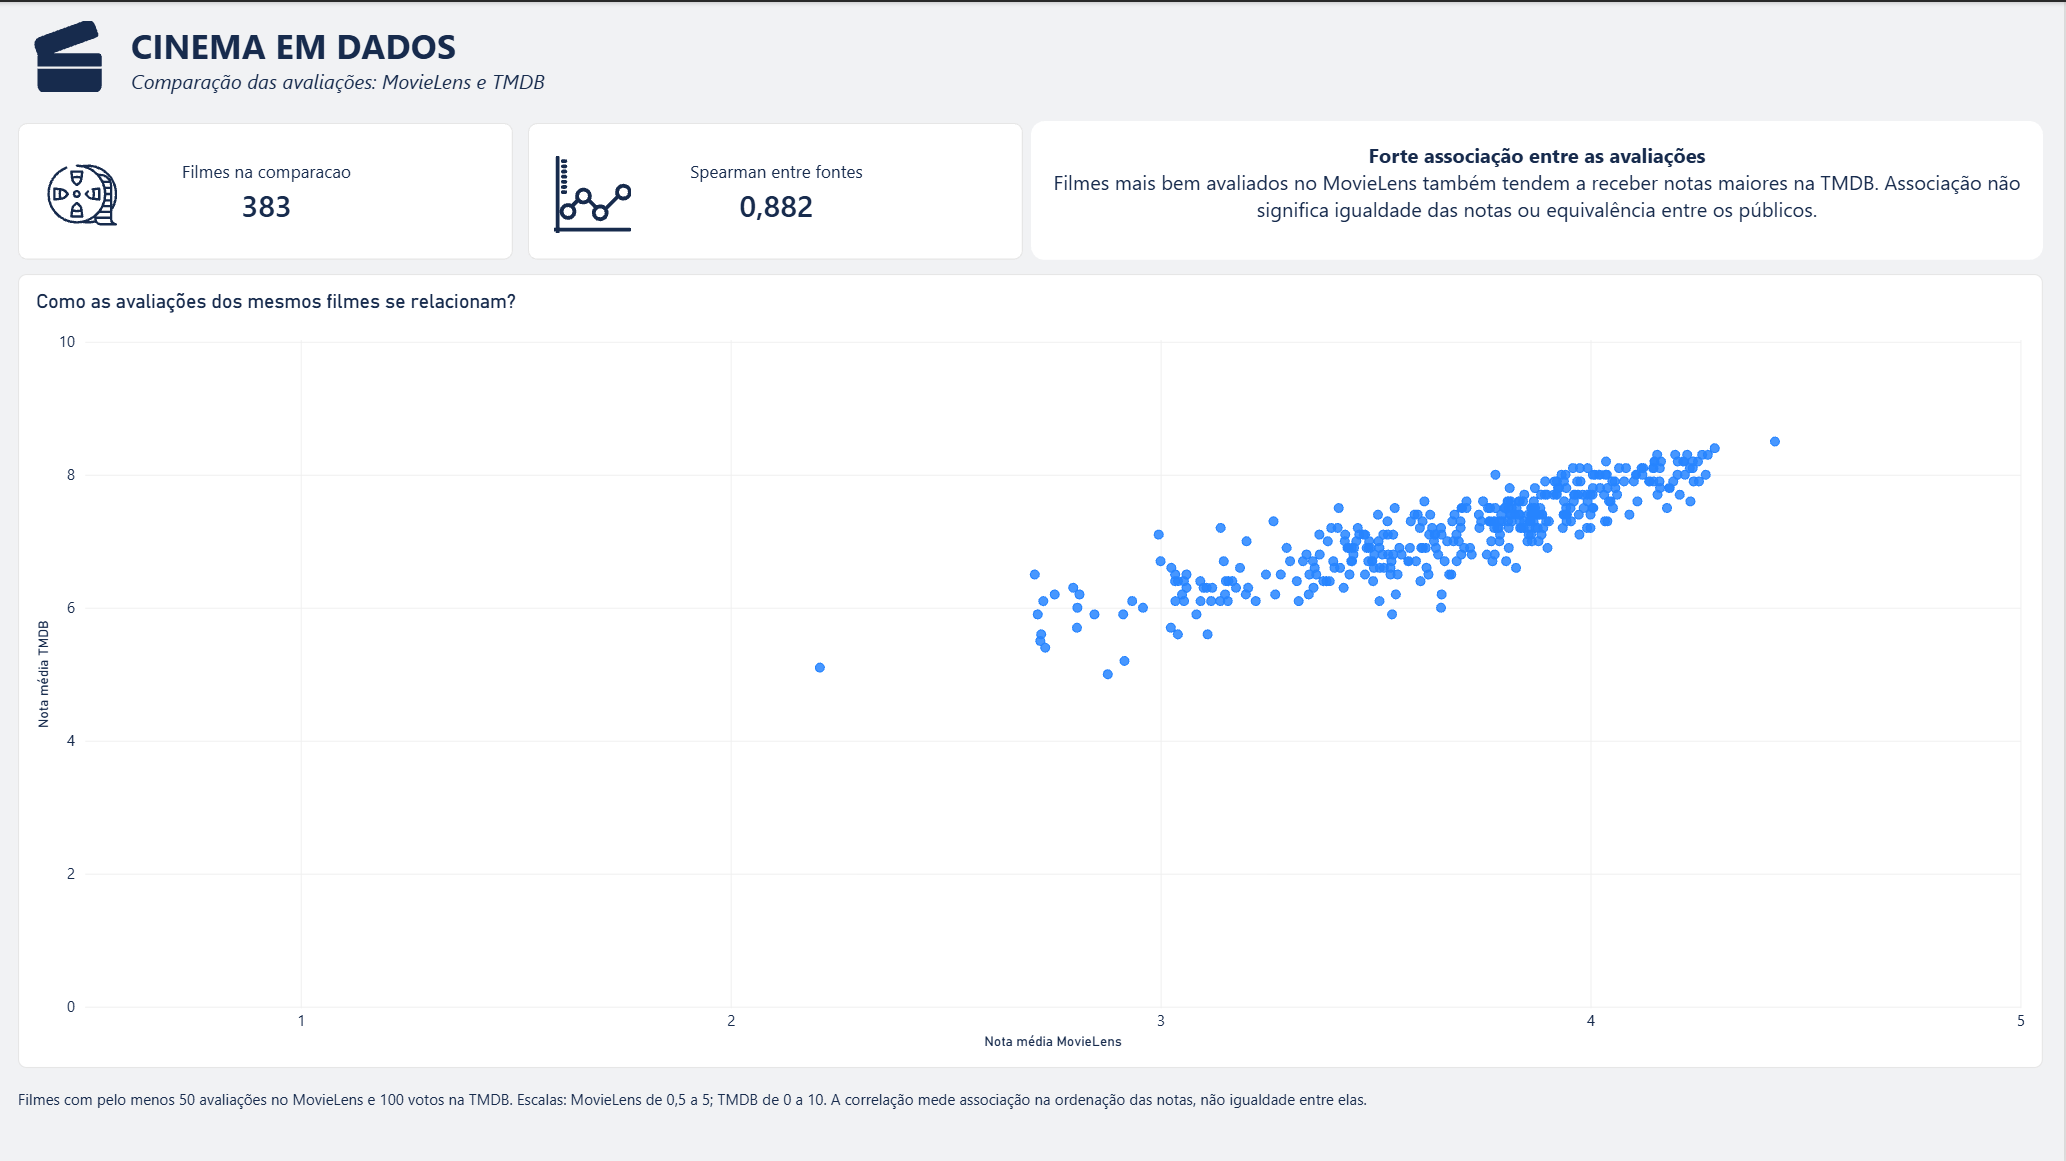 CINEMA EM DADOS
Comparação das avaliações: MovieLens e TMDB
Filmes na comparacao
383
Spearman entre fontes
0,882
Forte associação entre as avaliações
Filmes mais bem avaliados no MovieLens também tendem a receber notas maiores na TMDB. Associação não
significa igualdade das notas ou equivalência entre os públicos.
Como as avaliações dos mesmos filmes se relacionam?
10
8
6
4
2
0
Nota média TMDB
1
2
3
4
5
Nota média MovieLens
Filmes com pelo menos 50 avaliações no MovieLens e 100 votos na TMDB. Escalas: MovieLens de 0,5 a 5; TMDB de 0 a 10. A correlação mede associação na ordenação das notas, não igualdade entre elas.